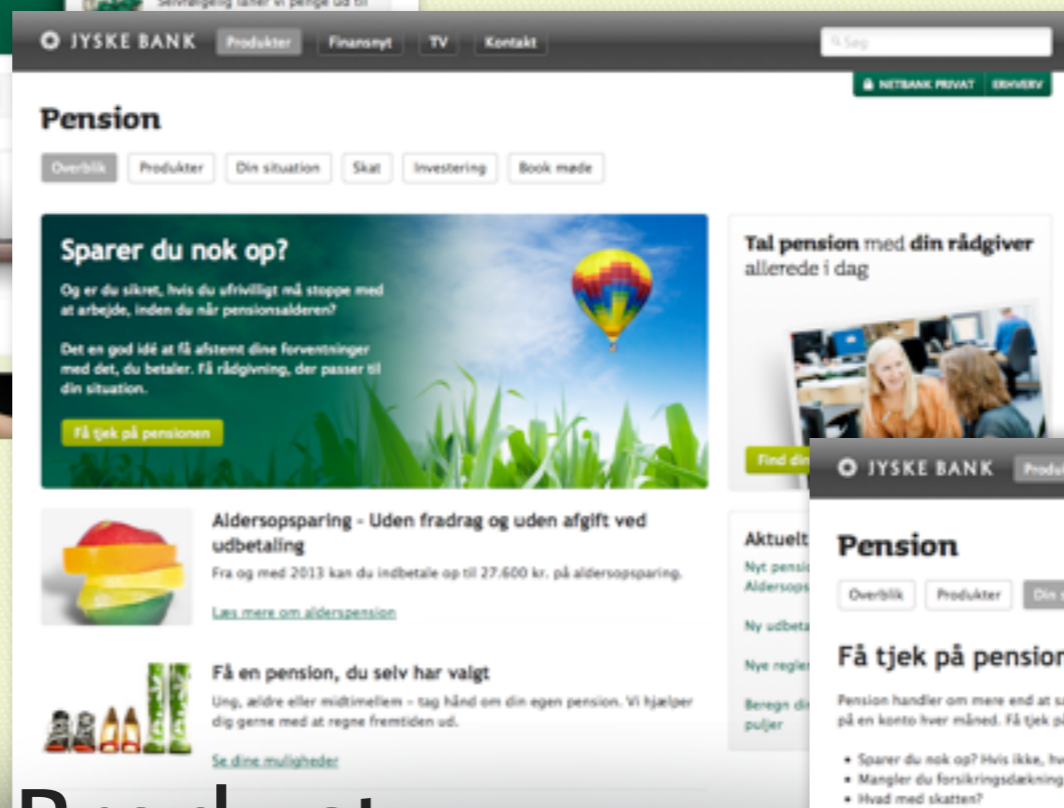 Selvfølgelig låner vi penge ud til
JYSKE BANK Produkter Finansnyt TV Kontakt Søg
NETBANK PRIVAT ERHVERV
Pension
Overblik Produkter Din situation Skat Investering Book møde
Sparer du nok op?
Og er du sikret, hvis du ufrivilligt må stoppe med
at arbejde, inden du når pensionsalderen?
Det en god idé at få afstemt dine forventninger
med det, du betaler. Få rådgivning, der passer til
din situation.
Få tjek på pensionen
Tal pension med din rådgiver
allerede i dag
Find din
Aldersopsparing - Uden fradrag og uden afgift ved
udbetaling
Fra og med 2013 kan du indbetale op til 27.600 kr. på aldersopsparing.
Læs mere om alderspension
Få en pension, du selv har valgt
Ung, ældre eller midtimellem - tag hånd om din egen pension. Vi hjælper
dig gerne med at regne fremtiden ud.
Se dine muligheder
Aktuelt
Nyt pensio
Aldersops
Ny udbeta
Nye regler
Beregn di
puljer
JYSKE BANK Produ
Pension
Overblik Produkter Din s
Få tjek på pension
Pension handler om mere end at s
på en konto hver måned. Få tjek p
• Sparer du nok op? Hvis ikke, hv
• Mangler du forsikringsdækning
• Hvad med skatten?